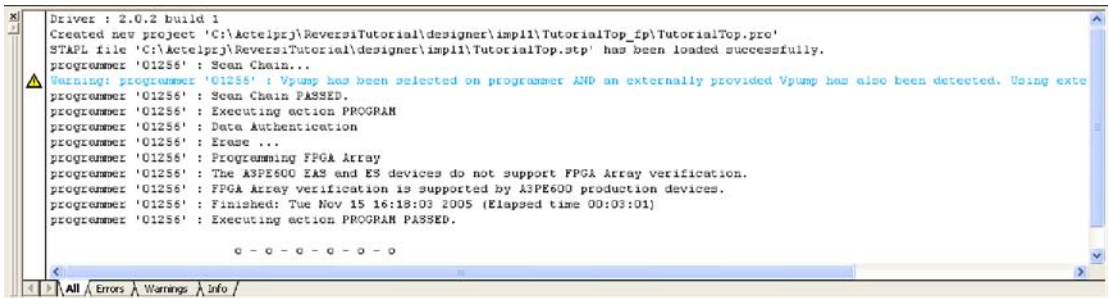 Driver : 2.0.2 build 1
Created new project 'C:\Actelprj\ReversiTutorial\designer\impl1\TutorialTop_fp\TutorialTop.pro'
STAPL file 'C:\Actelprj\ReversiTutorial\designer\impl1\TutorialTop.stp' has been loaded successfully.
programmer '01256' : Scan Chain...
Warning: programmer '01256' : Vpump has been selected on programmer AND an externally provided Vpump has also been detected. Using exte
programmer '01256' : Scan Chain PASSED.
programmer '01256' : Executing action PROGRAM
programmer '01256' : Data Authentication
programmer '01256' : Erase ...
programmer '01256' : Programming FPGA Array
programmer '01256' : The A3PE600 EAS and ES devices do not support FPGA Array verification.
programmer '01256' : FPGA Array verification is supported by A3PE600 production devices.
programmer '01256' : Finished: Tue Nov 15 16:18:03 2005 (Elapsed time 00:03:01)
programmer '01256' : Executing action PROGRAM PASSED.
o - o - o - o - o - o
All Errors Warnings Info